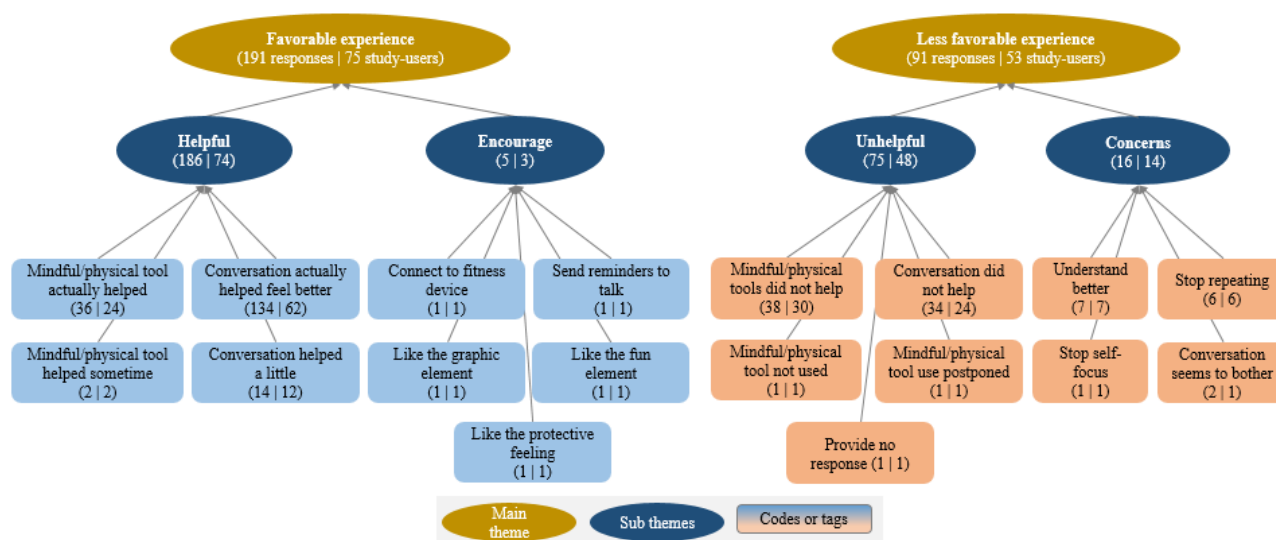 Favorable experience
(191 responses | 75 study-users)
Less favorable experience
(91 responses | 53 study-users)
Helpful
(186 | 74)
Encourage
(5 | 3)
Unhelpful
(75 | 48)
Concerns
(16 | 14)
Mindful/physical tool
actually helped
(36 | 24)
Conversation actually
helped feel better
(134 | 62)
Connect to fitness
device
(1 | 1)
Send reminders to
talk
(1 | 1)
Mindful/physical
tools did not help
(38 | 30)
Conversation did
not help
(34 | 24)
Understand
better
(7 | 7)
Stop repeating
(6 | 6)
Mindful/physical tool
helped sometime
(2 | 2)
Conversation helped
a little
(14 | 12)
Like the graphic
element
(1 | 1)
Like the fun
element
(1 | 1)
Mindful/physical
tool not used
(1 | 1)
Mindful/physical
tool use postponed
(1 | 1)
Stop self-
focus
(1 | 1)
Conversation
seems to bother
(2 | 1)
Like the protective
feeling
(1 | 1)
Provide no
response (1 | 1)
Main
theme
Sub themes
Codes or tags